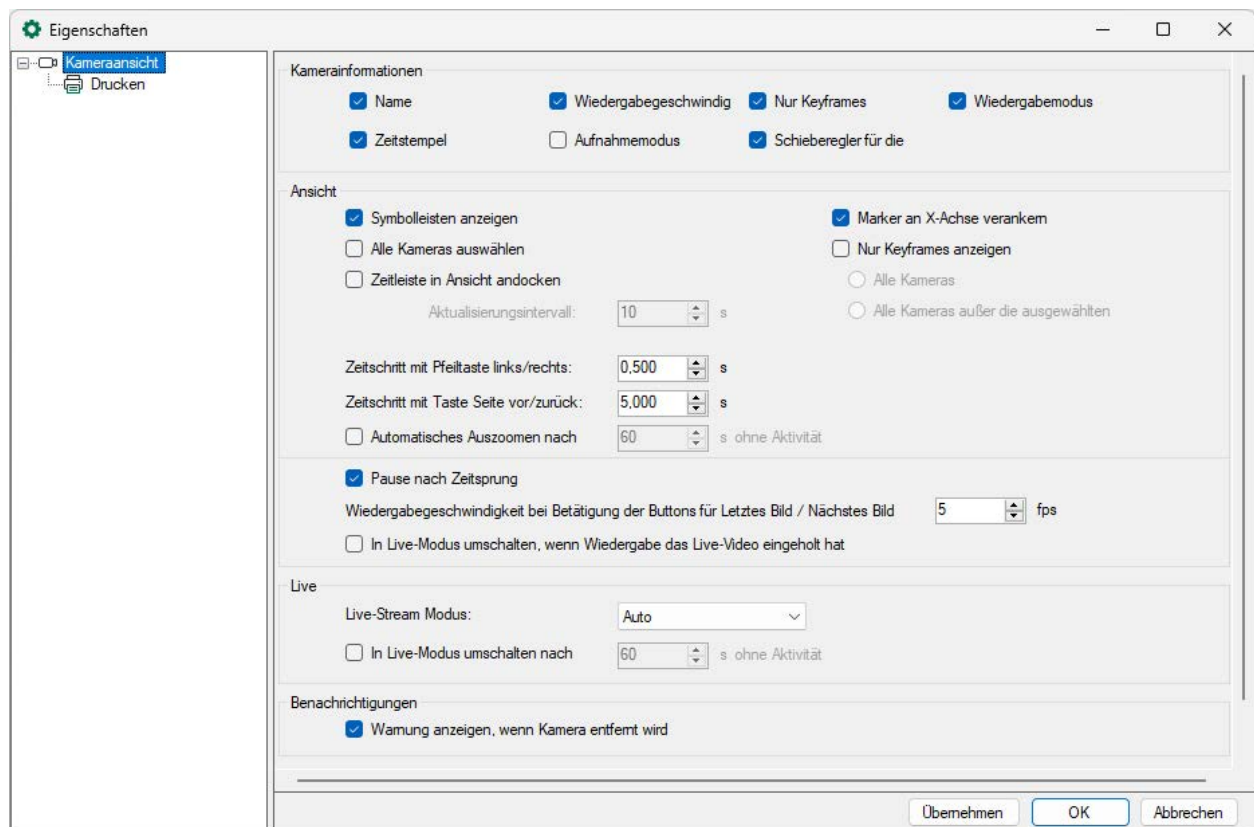 Eigenschaften
Kameraansicht
Drucken
Kamerainformationen
Name Wiedergabegeschwindig Nur Keyframes Wiedergabemodus
Zeitstempel Aufnahmemodus Schieberegler für die
Ansicht
Symbolleisten anzeigen Marker an X-Achse verankern
Alle Kameras auswählen Nur Keyframes anzeigen
Zeitleiste in Ansicht andocken Alle Kameras
Aktualisierungsintervall: 10 s Alle Kameras außer die ausgewählten
Zeitschritt mit Pfeiltaste links/rechts: 0,500 s
Zeitschritt mit Taste Seite vor/zurück: 5,000 s
Automatisches Auszoomen nach 60 s ohne Aktivität
Pause nach Zeitsprung
Wiedergabegeschwindigkeit bei Betätigung der Buttons für Letztes Bild / Nächstes Bild 5 fps
In Live-Modus umschalten, wenn Wiedergabe das Live-Video eingeholt hat
Live
Live-Stream Modus: Auto
In Live-Modus umschalten nach 60 s ohne Aktivität
Benachrichtigungen
Warnung anzeigen, wenn Kamera entfernt wird
Übernehmen OK Abbrechen